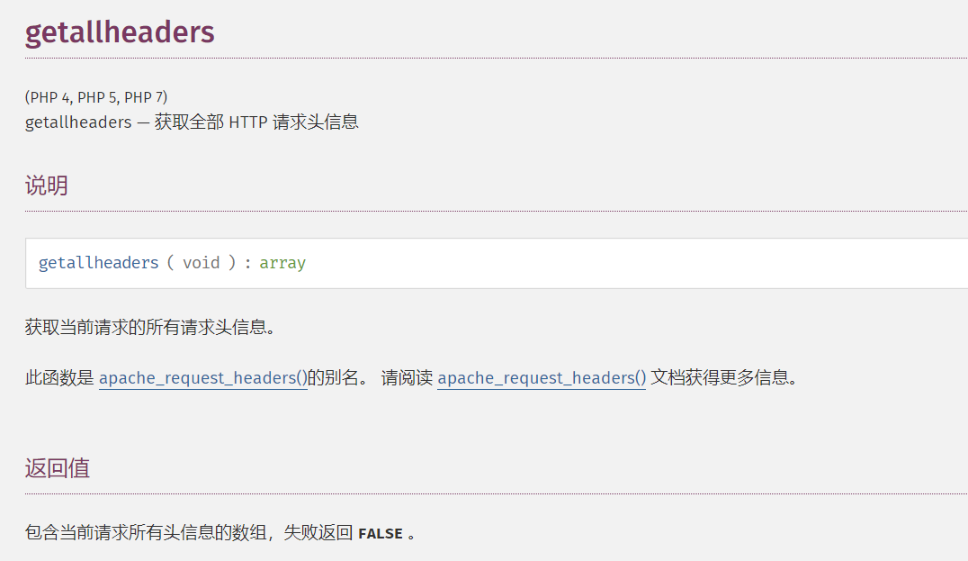 getallheaders
(PHP 4, PHP 5, PHP 7)
getallheaders — 获取全部 HTTP 请求头信息
说明
getallheaders ( void ) : array
获取当前请求的所有请求头信息。
此函数是 apache_request_headers()的别名。 请阅读 apache_request_headers() 文档获得更多信息。
返回值
包含当前请求所有头信息的数组，失败返回 FALSE 。